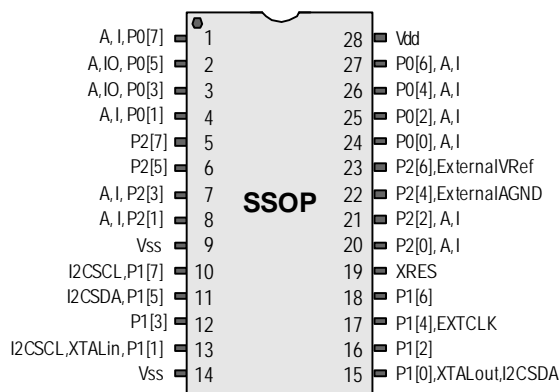 A, I, P0[7] 1 28 Vdd
A, IO, P0[5] 2 27 P0[6], A, I
A, IO, P0[3] 3 26 P0[4], A, I
A, I, P0[1] 4 25 P0[2], A, I
P2[7] 5 24 P0[0], A, I
P2[5] 6 23 P2[6],ExternalVRef
A, I, P2[3] 7 SSOP 22 P2[4],ExternalAGND
A, I, P2[1] 8 21 P2[2], A, I
Vss 9 20 P2[0], A, I
I2CSCL, P1[7] 10 19 XRES
I2CSDA, P1[5] 11 18 P1[6]
P1[3] 12 17 P1[4],EXTCLK
I2CSCL,XTALin, P1[1] 13 16 P1[2]
Vss 14 15 P1[0],XTALout,I2CSDA